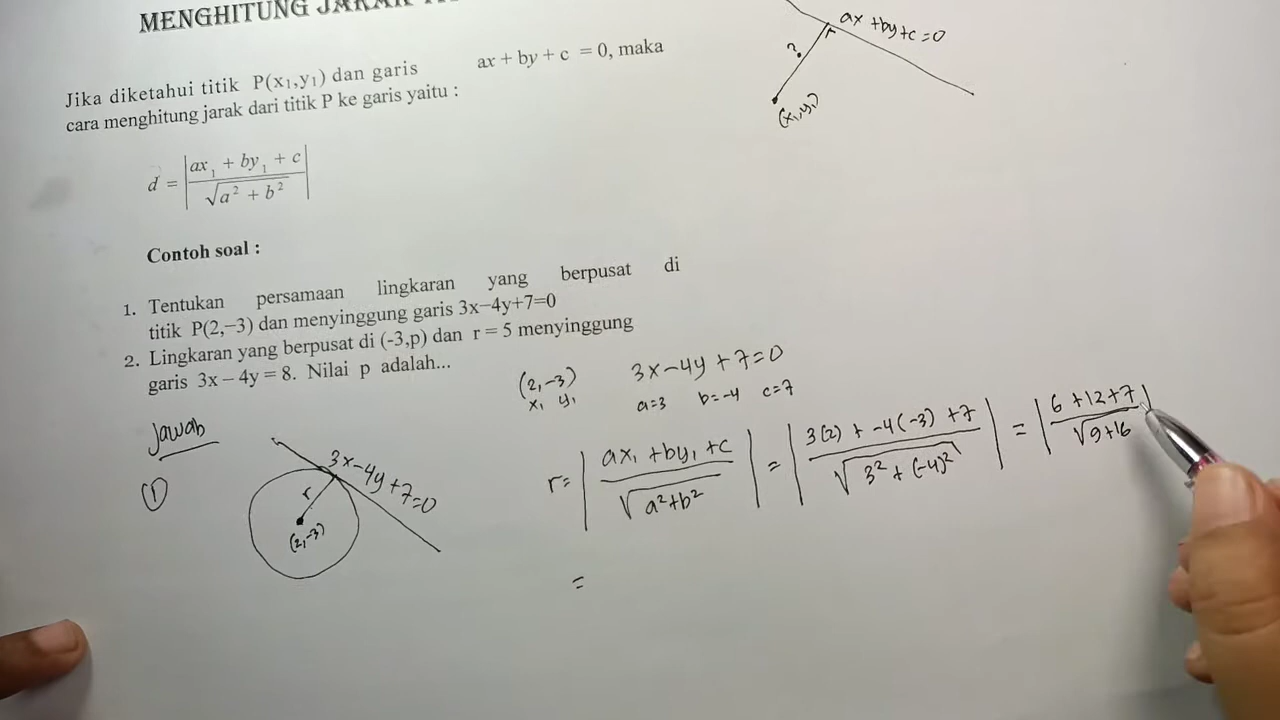 MENGHITUNG JARAK
ax + by + c = 0
?
(x₁, y₁)
Jika diketahui titik P(x₁,y₁) dan garis ax + by + c = 0, maka
cara menghitung jarak dari titik P ke garis yaitu :
d = |(ax₁ + by₁ + c)/√(a² + b²)|
Contoh soal :
1. Tentukan persamaan lingkaran yang berpusat di
titik P(2,−3) dan menyinggung garis 3x−4y+7=0
2. Lingkaran yang berpusat di (-3,p) dan r = 5 menyinggung
garis 3x – 4y = 8. Nilai p adalah...
Jawab
①
3x-4y+7=0
r
(2,-3)
(2,-3) 3x-4y+7=0
x₁ y₁ a=3 b=-4 c=7
r = |(ax₁ + by₁ + c)/√(a²+b²)| = |(3(2) + -4(-3) + 7)/√(3² + (-4)²)| = |(6 + 12 + 7)/√(9+16)|
=